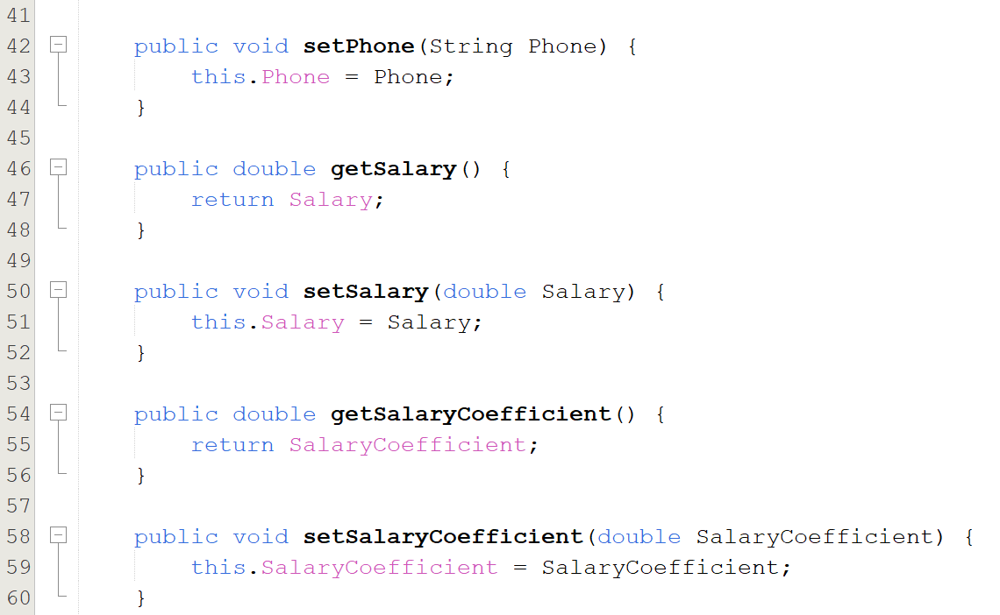 41
42 public void setPhone(String Phone) {
43 this.Phone = Phone;
44 }
45
46 public double getSalary() {
47 return Salary;
48 }
49
50 public void setSalary(double Salary) {
51 this.Salary = Salary;
52 }
53
54 public double getSalaryCoefficient() {
55 return SalaryCoefficient;
56 }
57
58 public void setSalaryCoefficient(double SalaryCoefficient) {
59 this.SalaryCoefficient = SalaryCoefficient;
60 }